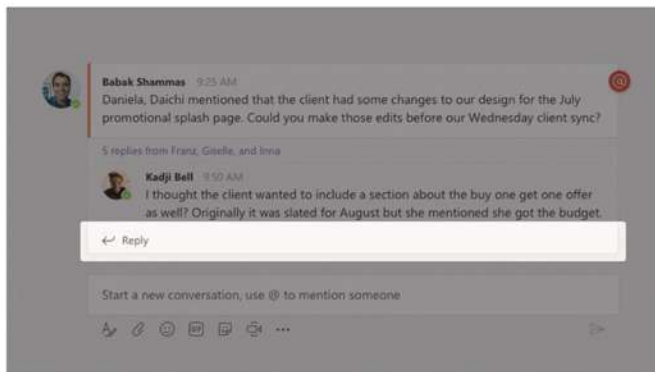 Babak Shammas 9:25 AM
Daniela, Daichi mentioned that the client had some changes to our design for the July
promotional splash page. Could you make those edits before our Wednesday client sync?
5 replies from Franz, Giselle, and Inna
Kadji Bell 9:50 AM
I thought the client wanted to include a section about the buy one get one offer
as well? Originally it was slated for August but she mentioned she got the budget.
Reply
Start a new conversation, use @ to mention someone
GIF